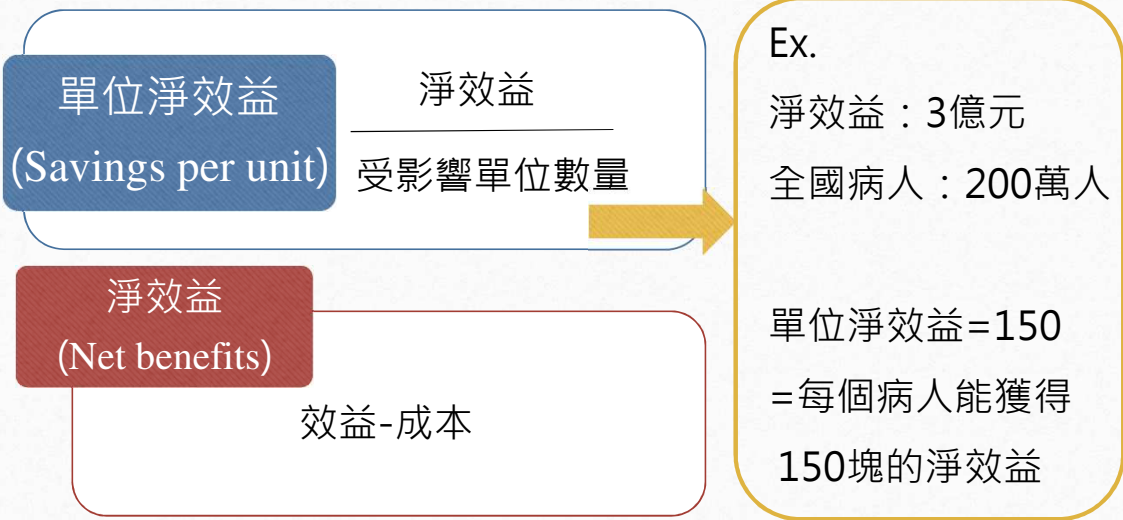 單位淨效益
(Savings per unit)
淨效益
受影響單位數量
淨效益
(Net benefits)
效益-成本
Ex.
淨效益：3億元
全國病人：200萬人
單位淨效益=150
=每個病人能獲得
150塊的淨效益